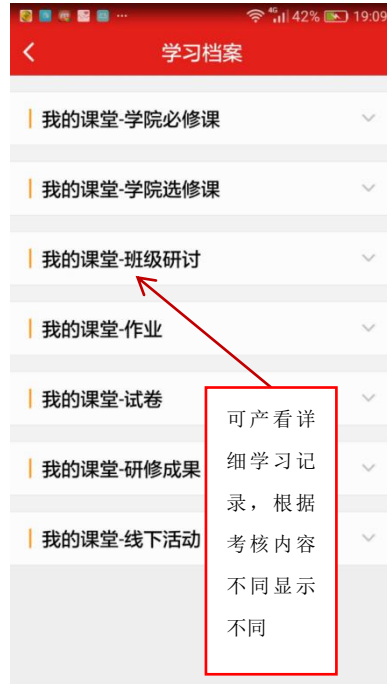 4G 42% 19:09
学习档案
我的课堂-学院必修课
我的课堂-学院选修课
我的课堂-班级研讨
我的课堂-作业
我的课堂-试卷
我的课堂-研修成果
我的课堂-线下活动
可产看详
细学习记
录，根据
考核内容
不同显示
不同